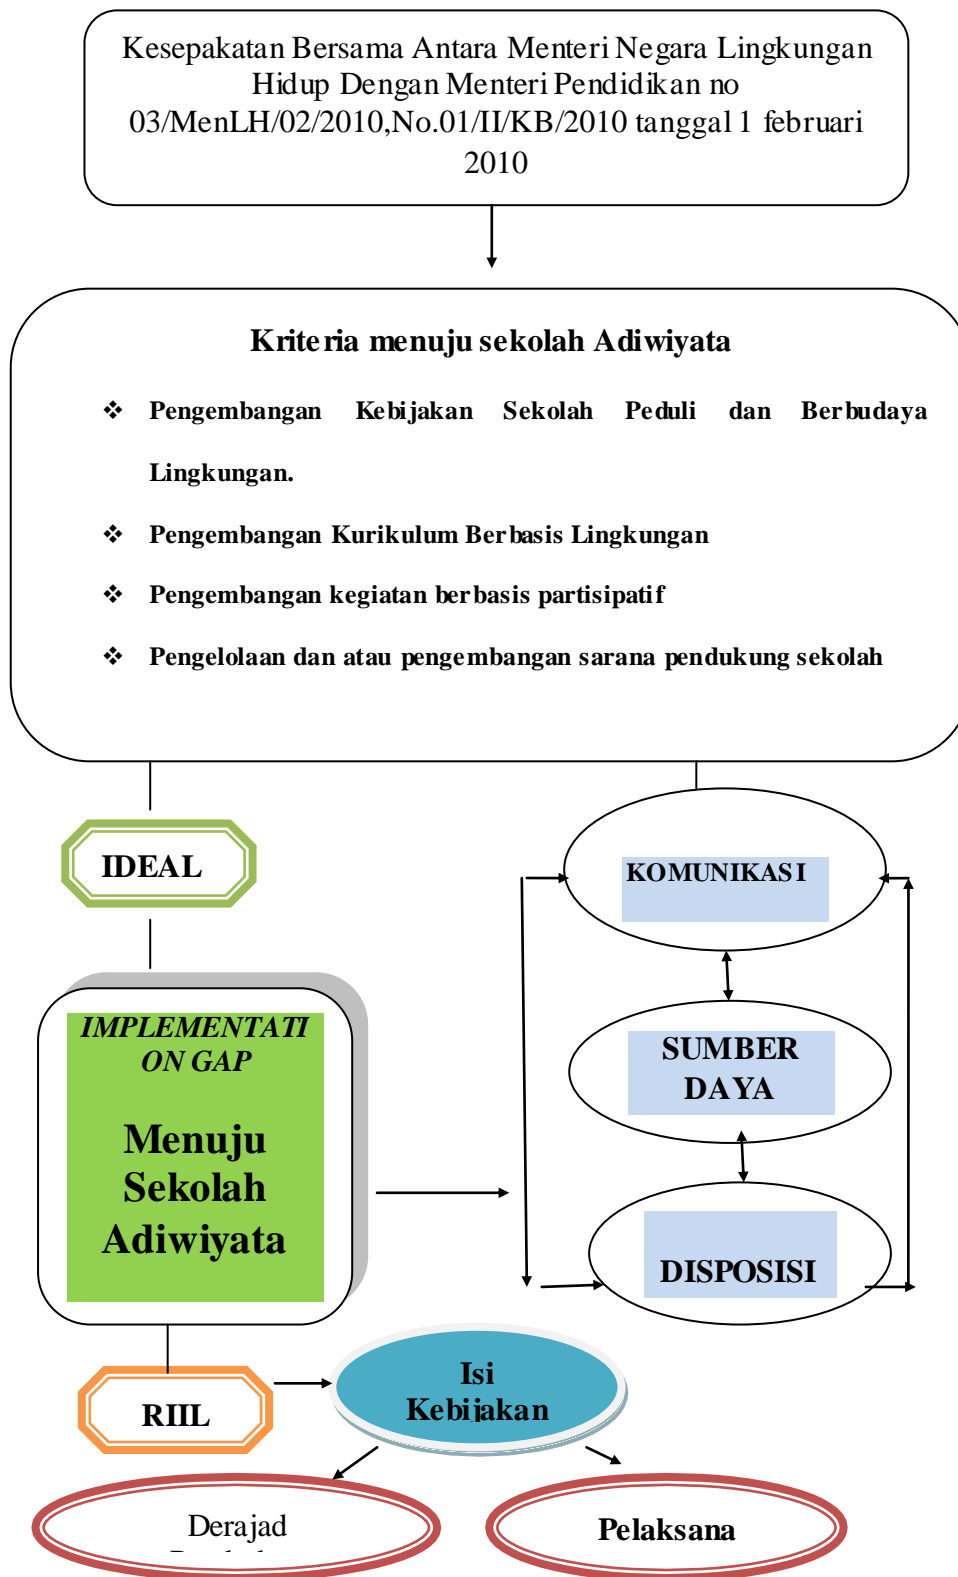 Kesepakatan Bersama Antara Menteri Negara Lingkungan
Hidup Dengan Menteri Pendidikan no
03/MenLH/02/2010,No.01/II/KB/2010 tanggal 1 februari
2010
Kriteria menuju sekolah Adiwiyata
❖ Pengembangan Kebijakan Sekolah Peduli dan Berbudaya
Lingkungan.
❖ Pengembangan Kurikulum Berbasis Lingkungan
❖ Pengembangan kegiatan berbasis partisipatif
❖ Pengelolaan dan atau pengembangan sarana pendukung sekolah
IDEAL
KOMUNIKASI
IMPLEMENTATI
ON GAP
Menuju
Sekolah
Adiwiyata
SUMBER
DAYA
DISPOSISI
RIIL
Isi
Kebijakan
Derajad
Pelaksana